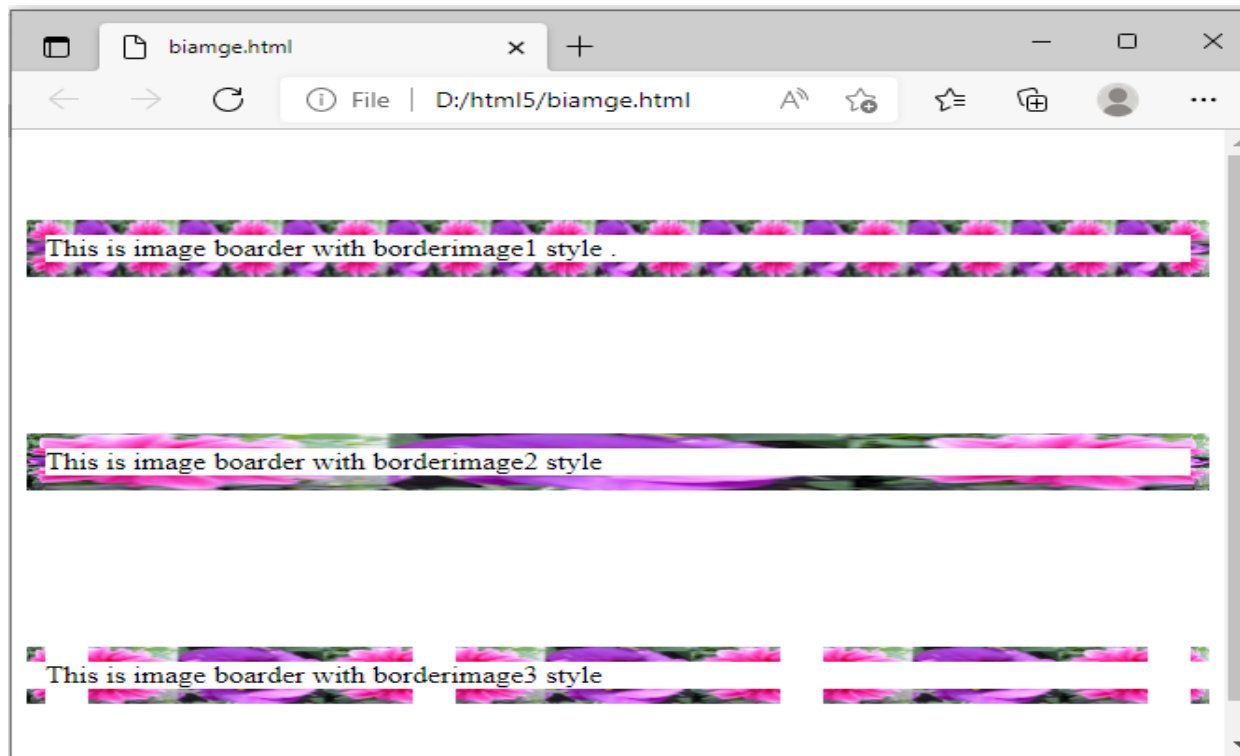 biamge.html
File | D:/html5/biamge.html
This is image boarder with borderimage1 style .
This is image boarder with borderimage2 style
This is image boarder with borderimage3 style